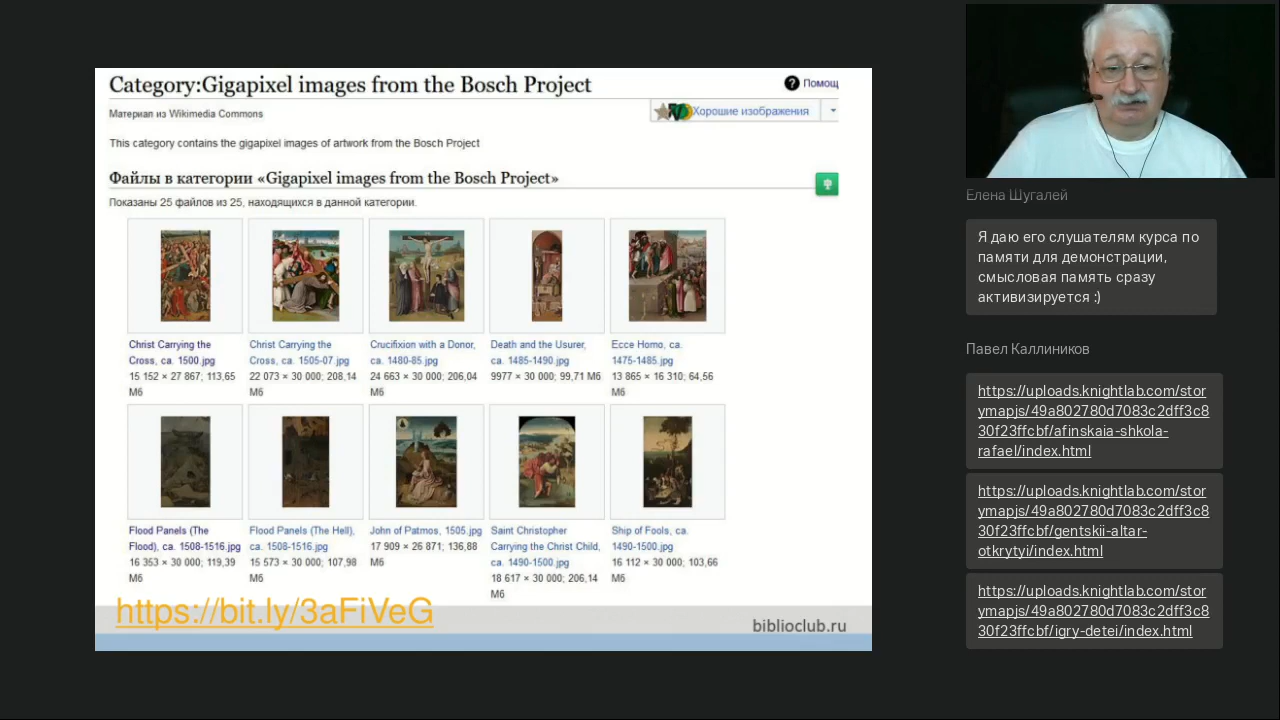 Category:Gigapixel images from the Bosch Project
Помощ
Материал из Wikimedia Commons
Хорошие изображения
This category contains the gigapixel images of artwork from the Bosch Project
Файлы в категории «Gigapixel images from the Bosch Project»
Показаны 25 файлов из 25, находящихся в данной категории.
Christ Carrying the
Cross, ca. 1500.jpg
15 152 × 27 867; 113,65
Мб
Christ Carrying the
Cross, ca. 1505-07.jpg
22 073 × 30 000; 208,14
Мб
Crucifixion with a Donor,
ca. 1480-85.jpg
24 663 × 30 000; 206,04
Мб
Death and the Usurer,
ca. 1485-1490.jpg
9977 × 30 000; 99,71 Мб
Ecce Homo, ca.
1475-1485.jpg
13 865 × 16 310; 64,56
Мб
Flood Panels (The
Flood), ca. 1508-1516.jpg
16 353 × 30 000; 119,39
Мб
Flood Panels (The Hell),
ca. 1508-1516.jpg
15 573 × 30 000; 107,98
Мб
John of Patmos, 1505.jpg
17 909 × 26 871; 136,88
Мб
Saint Christopher
Carrying the Christ Child,
ca. 1490-1500.jpg
18 617 × 30 000; 206,14
Мб
Ship of Fools, ca.
1490-1500.jpg
16 112 × 30 000; 103,66
Мб
https://bit.ly/3aFiVeG
biblioclub.ru
Елена Шугалей
Я даю его слушателям курса по
памяти для демонстрации,
смысловая память сразу
активизируется :)
Павел Каллиников
https://uploads.knightlab.com/stor
ymapjs/49a802780d7083c2dff3c8
30f23ffcbf/afinskaia-shkola-
rafael/index.html
https://uploads.knightlab.com/stor
ymapjs/49a802780d7083c2dff3c8
30f23ffcbf/gentskii-altar-
otkrytyi/index.html
https://uploads.knightlab.com/stor
ymapjs/49a802780d7083c2dff3c8
30f23ffcbf/igry-detei/index.html